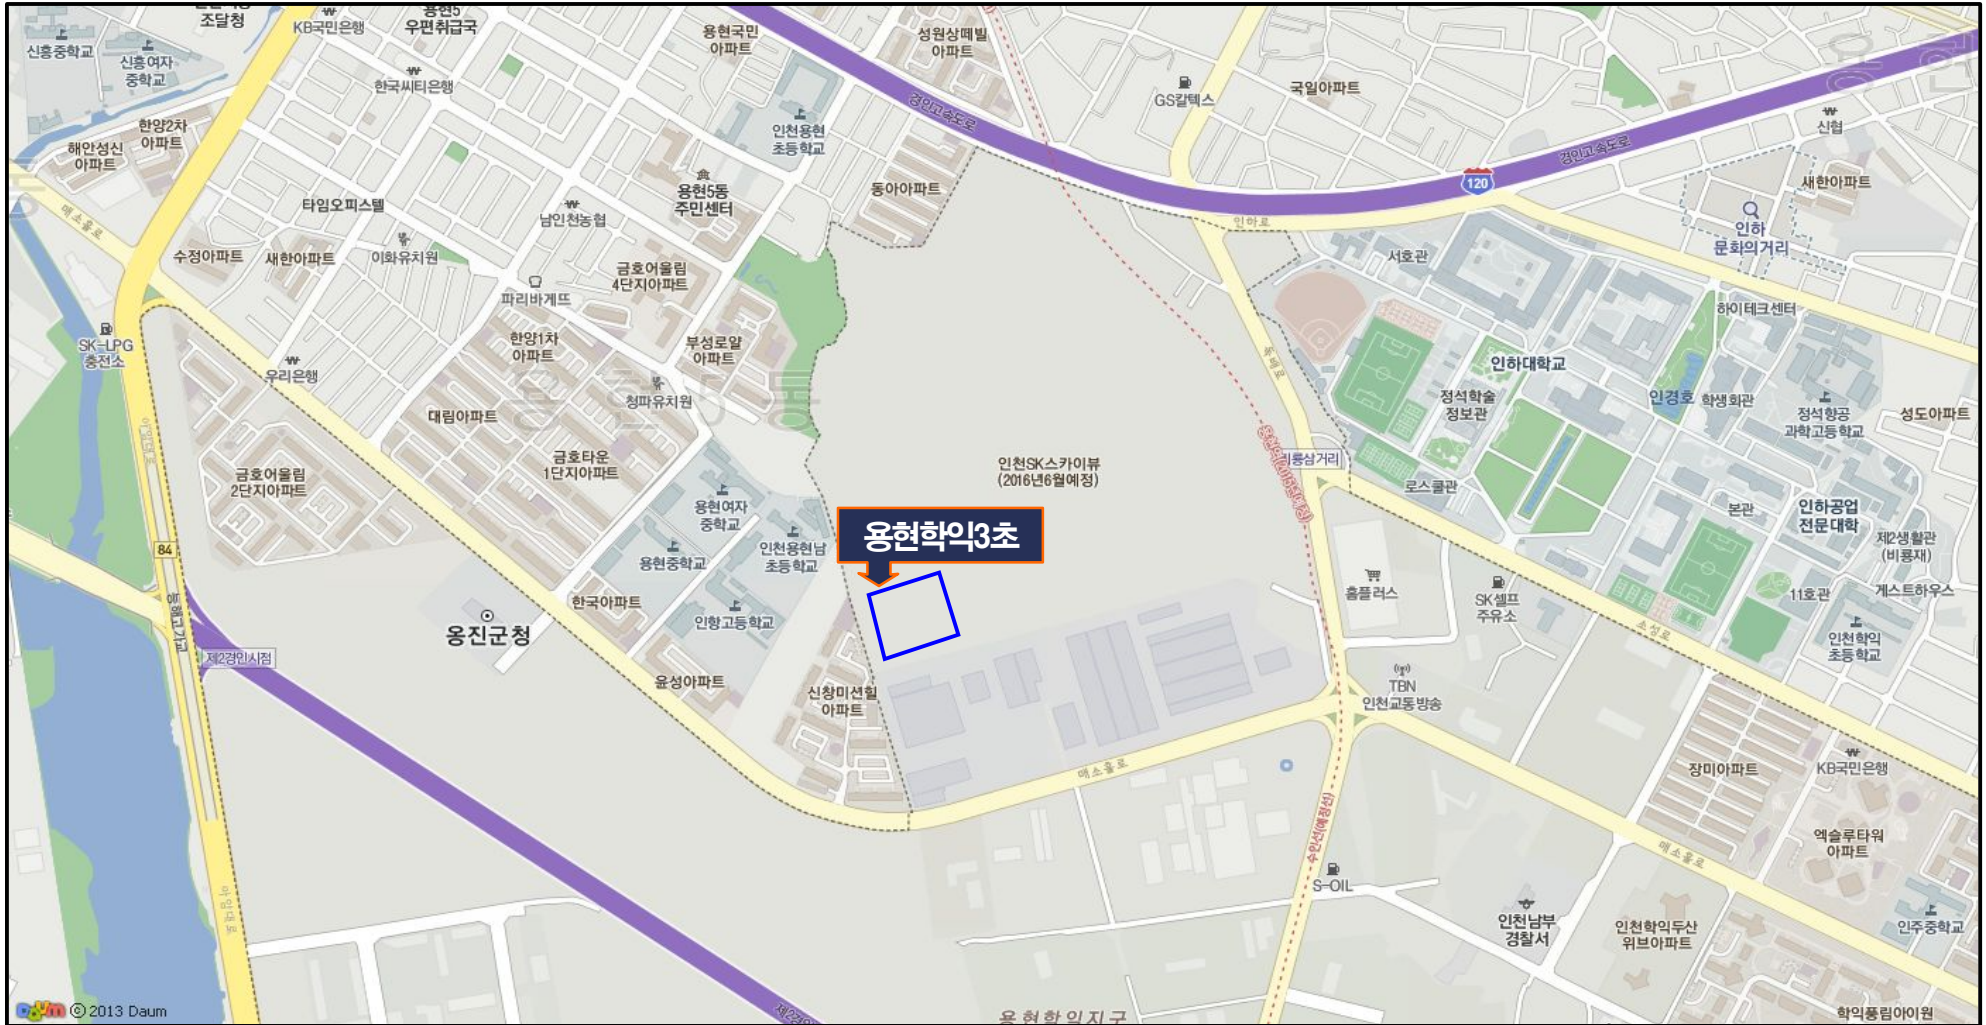 조달청
KB국민은행
용현5
우편취급국
신흥중학교
신흥여자
중학교
한국씨티은행
용현국민
아파트
성원상떼빌
아파트
GS칼텍스
국일아파트
신협
한양2차
아파트
해안성신
아파트
인천용현
초등학교
경인고속도로
경인고속도로
120
동아아파트
용현5동
주민센터
타임오피스텔
남인천농협
새한아파트
인하
문화의거리
매소홀로
수정아파트
새한아파트
이화유치원
금호어울림
4단지아파트
인하로
서호관
파리바게뜨
하이테크센터
SK-LPG
충전소
우리은행
한양1차
아파트
부성로얄
아파트
독배로
인하대학교
청파유치원
용현5동
대림아파트
정석학술
정보관
인경호
학생회관
정석항공
과학고등학교
성도아파트
금호어울림
2단지아파트
금호타운
1단지아파트
인천SK스카이뷰
(2016년6월예정)
로스쿨관
용현여자
중학교
본관
인하공업
전문대학
용현학익3초
84
용현중학교
인천용현남
초등학교
제2생활관
(비룡재)
홈플러스
SK셀프
주유소
11호관
게스트하우스
옹진군청
한국아파트
인항고등학교
소성로
인천학익
초등학교
제2경인시점
윤성아파트
신창미션힐
아파트
TBN
인천교통방송
매소홀로
장미아파트
KB국민은행
수인선(예정선)
매소홀로
엑슬루타워
아파트
S-OIL
아암대로
인천남부
경찰서
인천학익두산
위브아파트
인주중학교
용현학익지구
학익풍림아이원
Daum © 2013 Daum